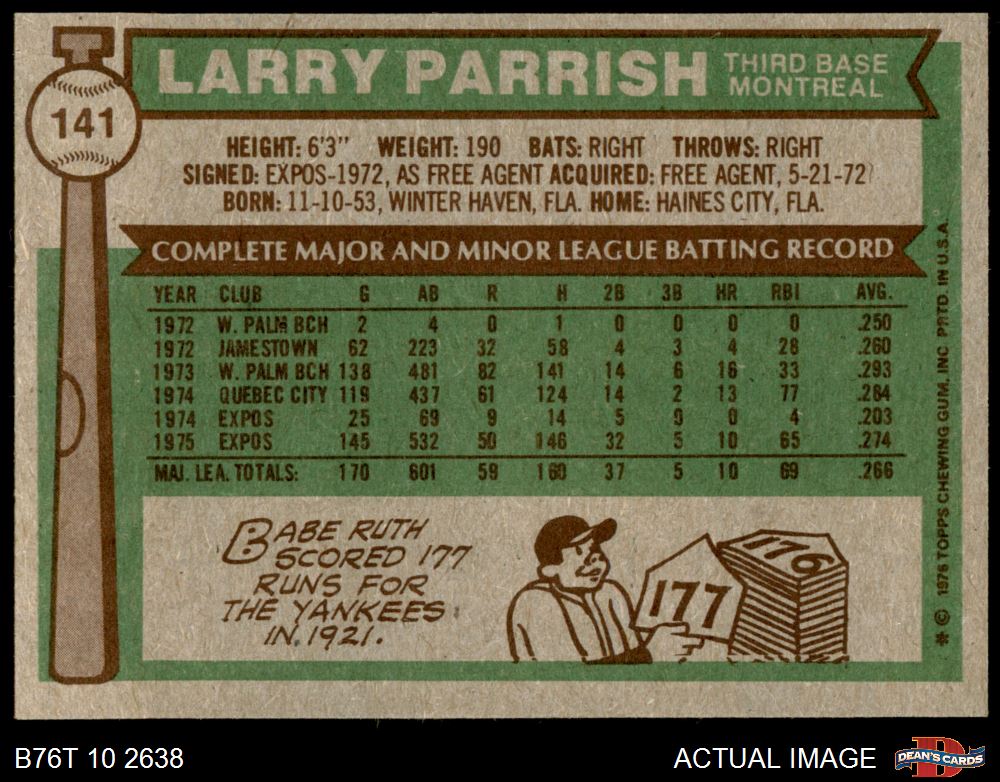 LARRY PARRISH
THIRD BASE
MONTREAL
141
HEIGHT: 6'3" WEIGHT: 190 BATS: RIGHT THROWS: RIGHT
SIGNED: EXPOS-1972, AS FREE AGENT ACQUIRED: FREE AGENT, 5-21-72
BORN: 11-10-53, WINTER HAVEN, FLA. HOME: HAINES CITY, FLA.
COMPLETE MAJOR AND MINOR LEAGUE BATTING RECORD
YEAR CLUB G AB R H 2B 3B HR RBI AVG.
1972 W. PALM BCH 2 4 0 1 0 0 0 0 .250
1972 JAMESTOWN 62 223 32 58 4 3 4 28 .260
1973 W. PALM BCH 138 481 82 141 14 6 16 33 .293
1974 QUEBEC CITY 119 437 61 124 14 2 13 77 .284
1974 EXPOS 25 69 9 14 5 0 0 4 .203
1975 EXPOS 145 532 50 146 32 5 10 65 .274
MAJ. LEA. TOTALS: 170 601 59 160 37 5 10 69 .266
BABE RUTH
SCORED 177
RUNS FOR
THE YANKEES
IN 1921.
177
176
* © 1976 TOPPS CHEWING GUM, INC. PRTD. IN U.S.A.
B76T 10 2638
ACTUAL IMAGE
D
DEAN'S CARDS